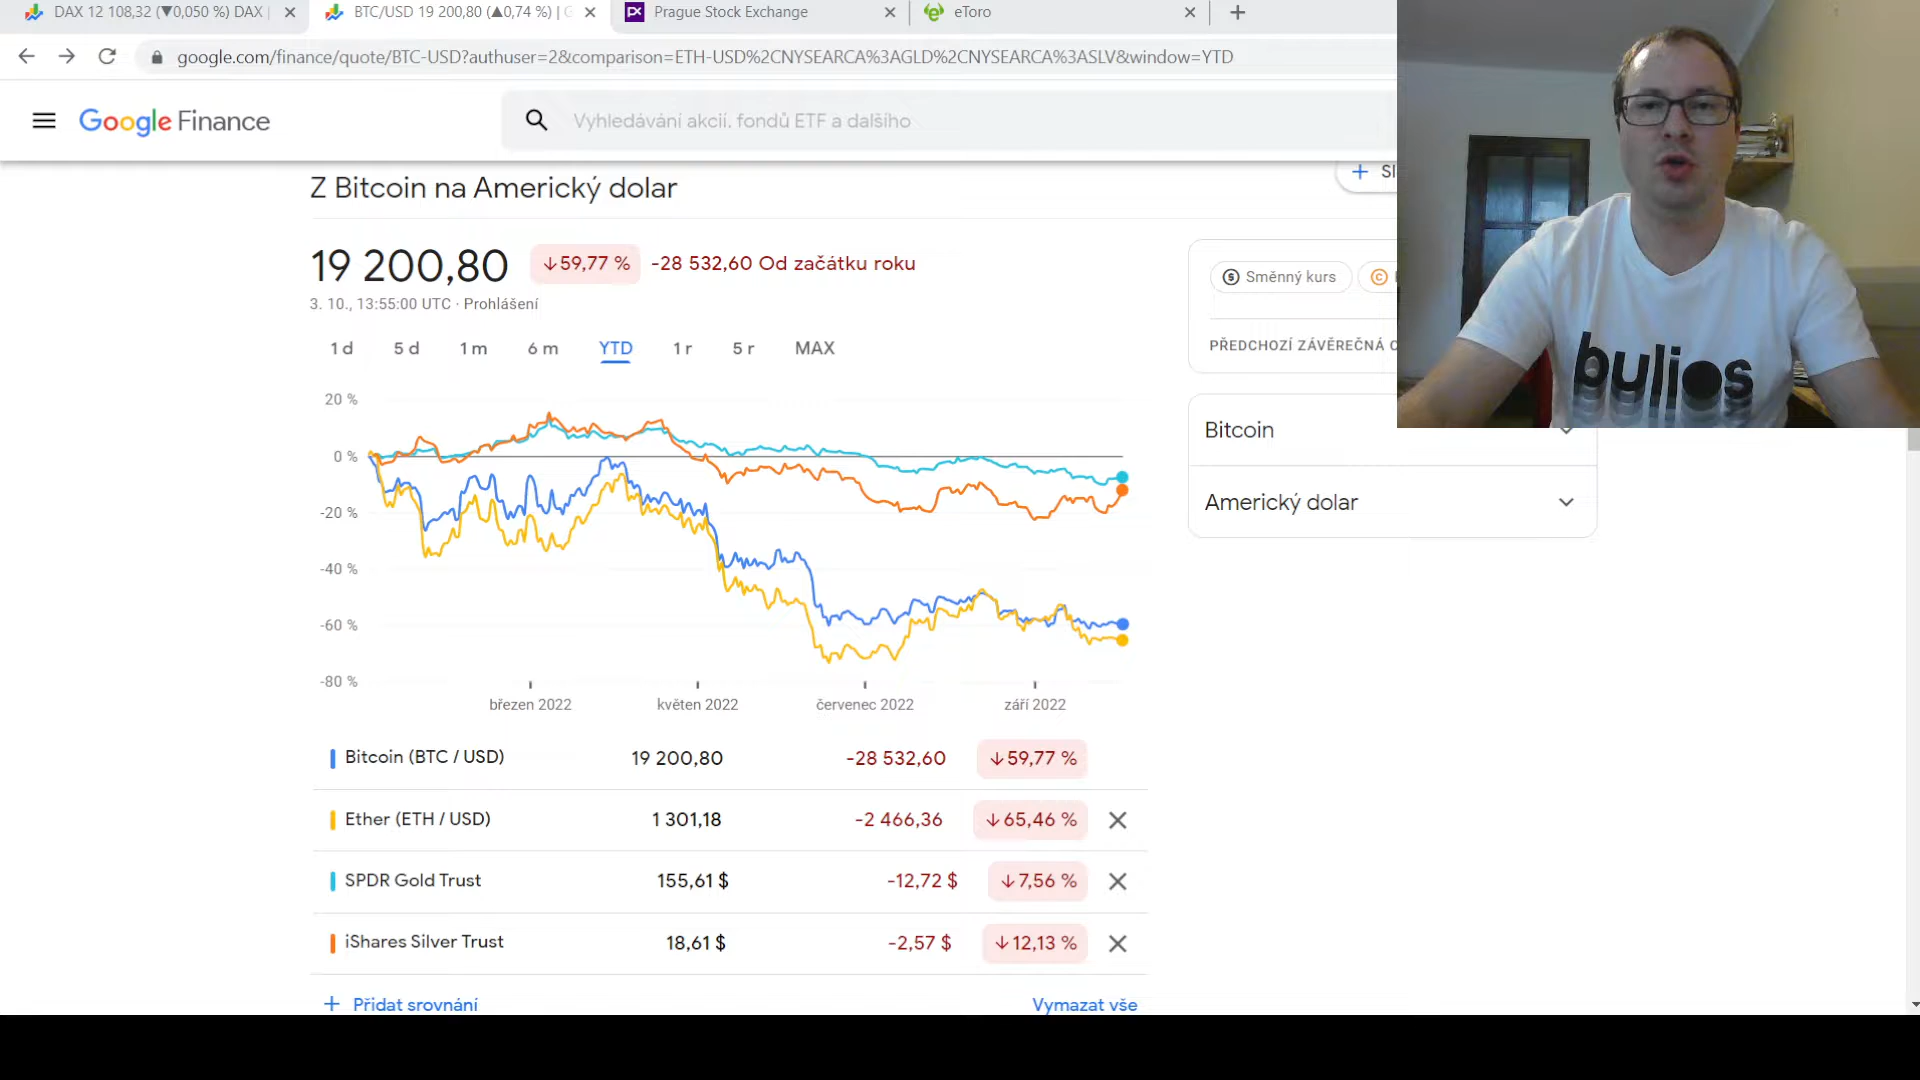 DAX 12 108,32 (▼0,050 %) DAX |
BTC/USD 19 200,80 (▲0,74 %) | G
Prague Stock Exchange
eToro
google.com/finance/quote/BTC-USD?authuser=2&comparison=ETH-USD%2CNYSEARCA%3AGLD%2CNYSEARCA%3ASLV&window=YTD
Google Finance
Vyhledávání akcií, fondů ETF a dalšího
Z Bitcoin na Americký dolar
19 200,80 ↓59,77 % -28 532,60 Od začátku roku
3. 10., 13:55:00 UTC · Prohlášení
1 d 5 d 1 m 6 m YTD 1 r 5 r MAX
Směnný kurs
PŘEDCHOZÍ ZÁVĚREČNÁ
Bitcoin
Americký dolar
bulios
20 %
0 %
-20 %
-40 %
-60 %
-80 %
březen 2022 květen 2022 červenec 2022 září 2022
Bitcoin (BTC / USD) 19 200,80 -28 532,60 ↓59,77 %
Ether (ETH / USD) 1 301,18 -2 466,36 ↓65,46 %
SPDR Gold Trust 155,61 $ -12,72 $ ↓7,56 %
iShares Silver Trust 18,61 $ -2,57 $ ↓12,13 %
+ Přidat srovnání Vymazat vše